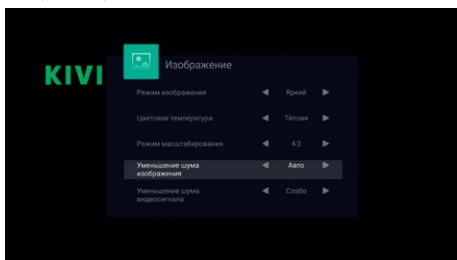 KIVI
Изображение
Режим изображения Яркий
Цветовая температура Тёплая
Режим масштабирования 4:3
Уменьшение шума
изображения Авто
Уменьшение шума
видеосигнала Слабо